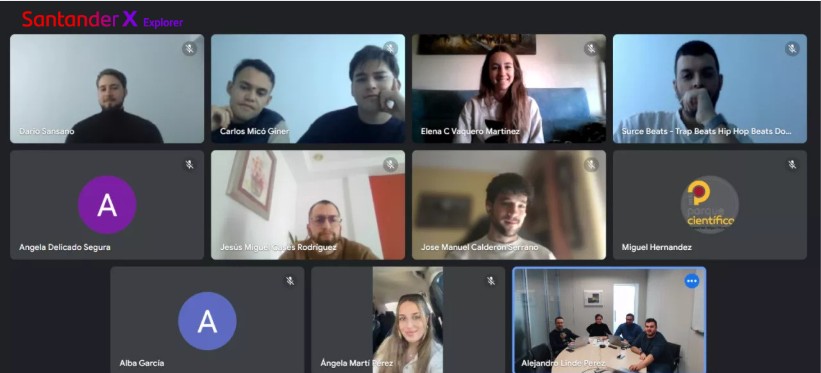 Santander X Explorer
Darío Sansano
Carlos Micó Giner
Elena C Vaquero Martínez
Surce Beats - Trap Beats Hip Hop Beats Do...
A
Angela Delicado Segura
Jesús Miguel Cases Rodríguez
Jose Manuel Calderón Serrano
parque
científico
Miguel Hernandez
A
Alba García
Ángela Martí Pérez
Alejandro Linde Pérez